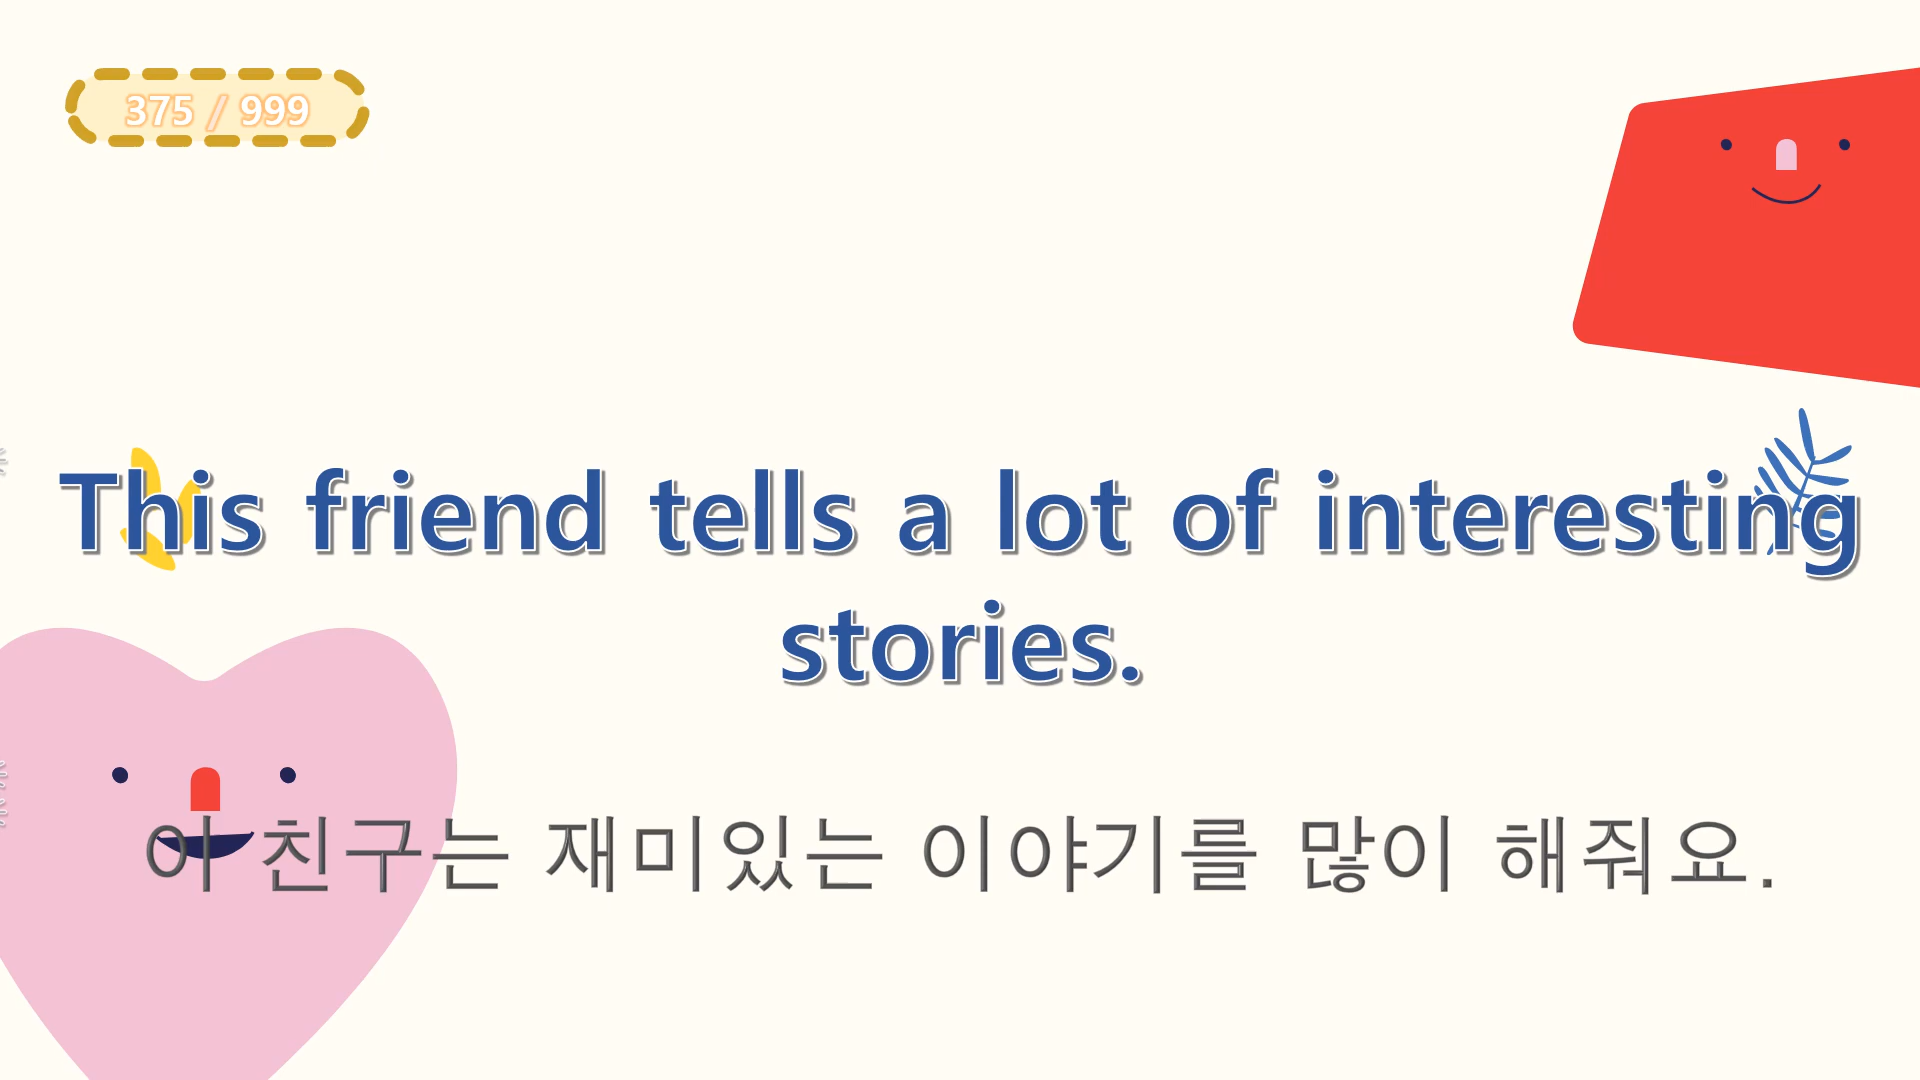 375 / 999
This friend tells a lot of interesting
stories.
이 친구는 재미있는 이야기를 많이 해줘요.